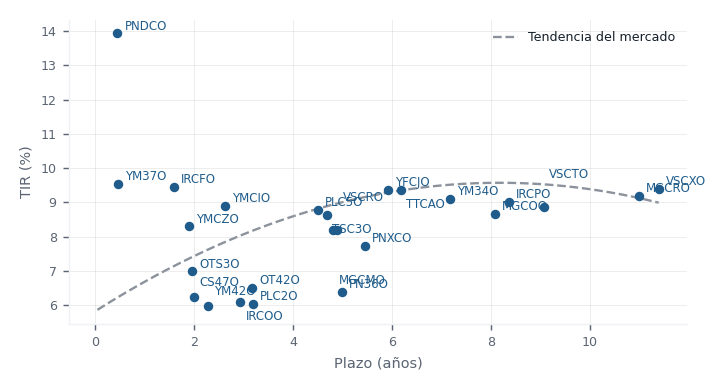 14
13
12
11
10
9
8
7
6
TIR (%)
PNDCO
Tendencia del mercado
YM37O
IRCFO
YMCIO
YMCZO
OTS3O
CS47O
YM42O
OT42O
PLC2O
IRCOO
PLC5O
VSCRO
TSC3O
PNXCO
MGCMO
PN36O
YFCJO
TTCAO
YM34O
IRCPO
MGCOO
VSCTO
MGCRO
VSCXO
0
2
4
6
8
10
Plazo (años)